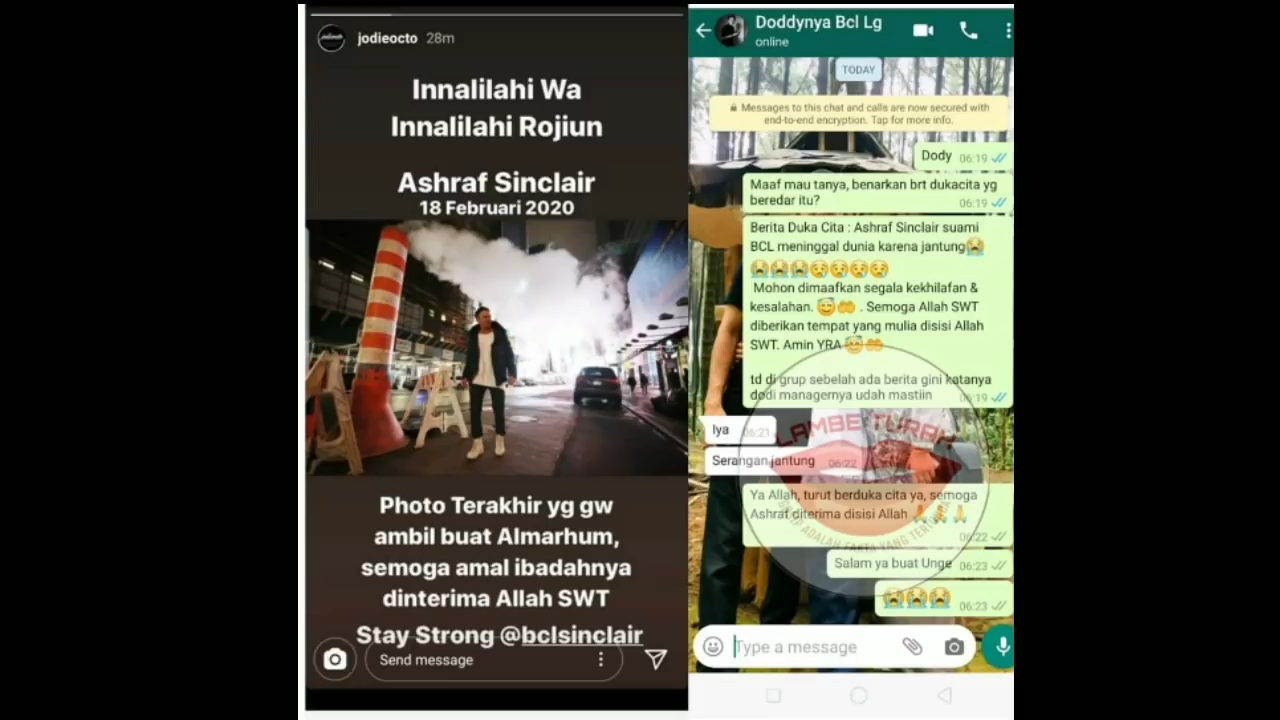 jodieocto 28m
Innalilahi Wa
Innalilahi Rojiun
Ashraf Sinclair
18 Februari 2020
Photo Terakhir yg gw
ambil buat Almarhum,
semoga amal ibadahnya
dinterima Allah SWT
Stay Strong @bclsinclair
Send message
Doddynya Bcl Lg
online
TODAY
Messages to this chat and calls are now secured with
end-to-end encryption. Tap for more info.
Dody 06:19
Maaf mau tanya, benarkan brt dukacita yg
beredar itu? 06:19
Berita Duka Cita : Ashraf Sinclair suami
BCL meninggal dunia karena jantung😭
😭😭😭😢😢😢😢
Mohon dimaafkan segala kekhilafan &
kesalahan. 😇🤲 . Semoga Allah SWT
diberikan tempat yang mulia disisi Allah
SWT. Amin YRA 😇🤲
td di grup sebelah ada berita gini katanya
dodi managernya udah mastiin 06:19
Iya 06:21
Serangan jantung 06:22
LAMBE TURAH
Ya Allah, turut berduka cita ya, semoga
Ashraf diterima disisi Allah 🙏🙏🙏
06:22
Salam ya buat Unge 06:23
😭😭😭 06:23
Type a message